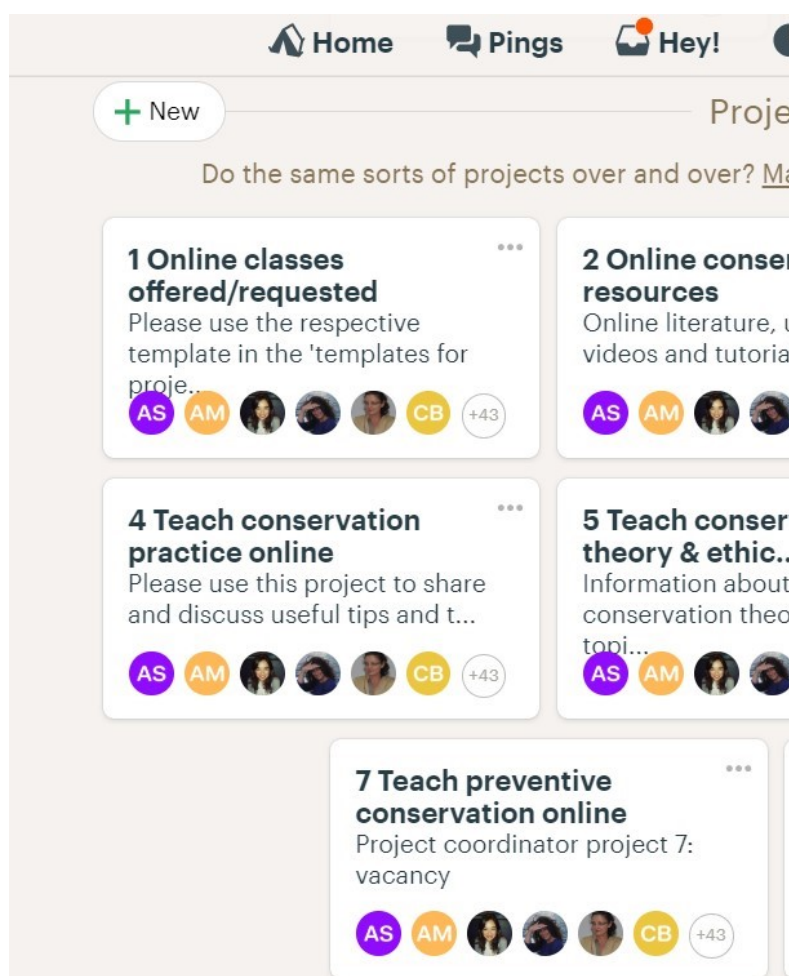 Home Pings Hey!
New Proje
Do the same sorts of projects over and over? Ma
1 Online classes
offered/requested
Please use the respective
template in the 'templates for
proje...
AS AM CB +43
2 Online conser
resources
Online literature, u
videos and tutoria
AS AM
4 Teach conservation
practice online
Please use this project to share
and discuss useful tips and t...
AS AM CB +43
5 Teach conser
theory & ethic...
Information about
conservation theo
topi...
AS AM
7 Teach preventive
conservation online
Project coordinator project 7:
vacancy
AS AM CB +43